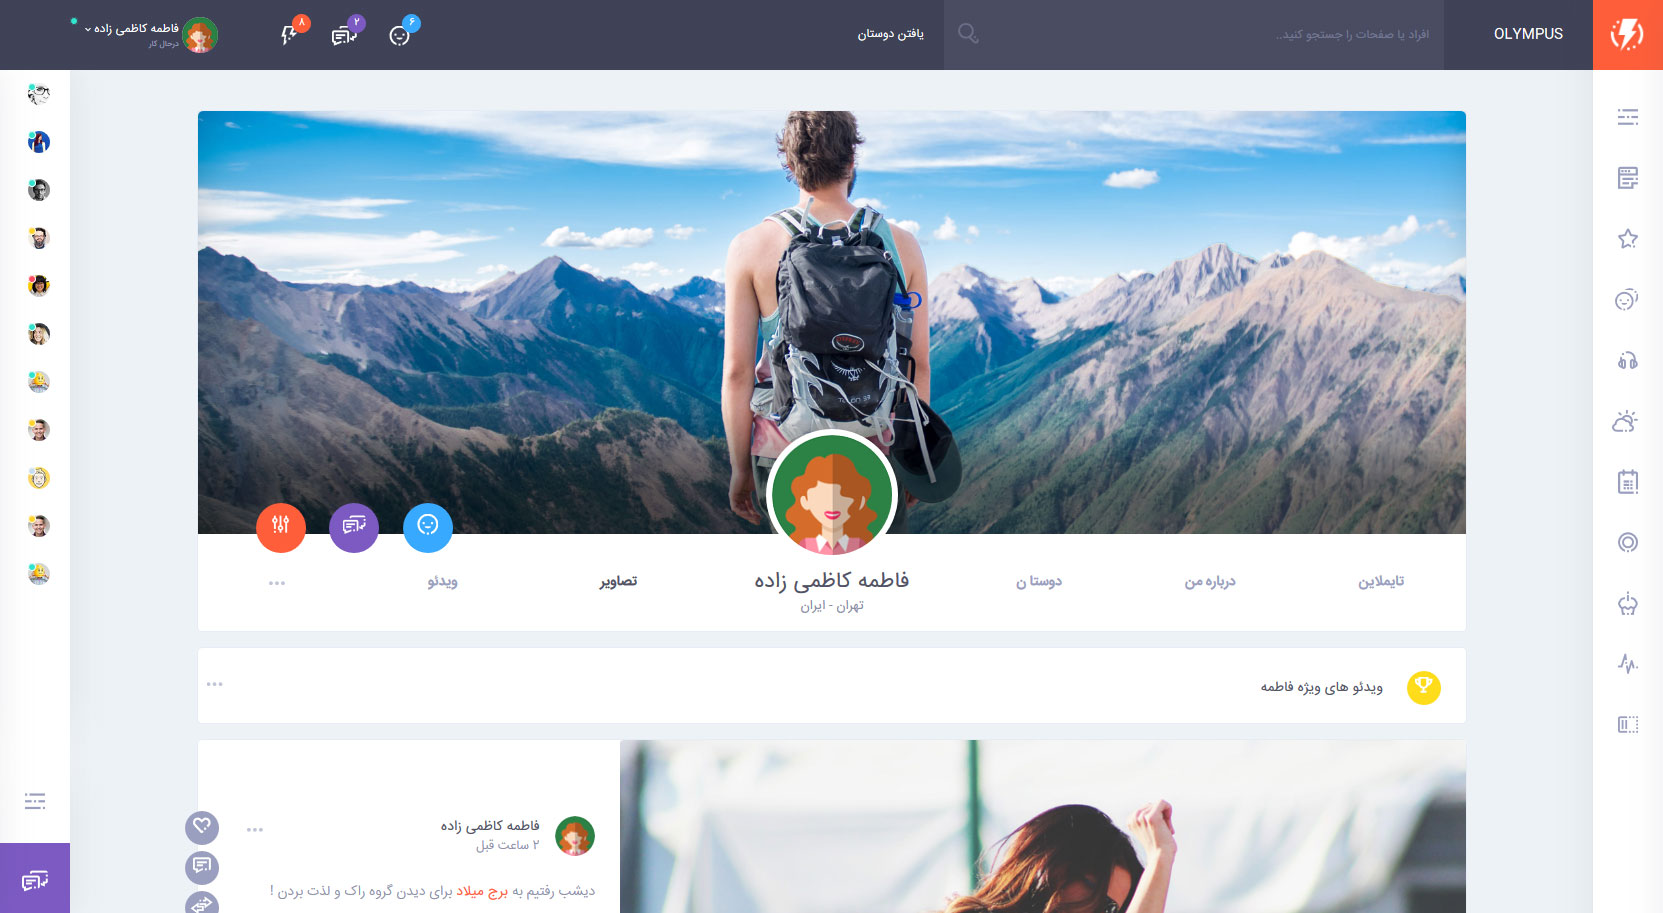 OLYMPUS
افراد یا صفحات را جستجو کنید..
یافتن دوستان
۶
۲
۸
فاطمه کاظمی زاده
درحال کار
تایملاین
درباره من
دوستا ن
فاطمه کاظمی زاده
تهران - ایران
تصاویر
ویدئو
ویدئو های ویژه فاطمه
فاطمه کاظمی زاده
۲ ساعت قبل
دیشب رفتیم به برج میلاد برای دیدن گروه راک و لذت بردن !